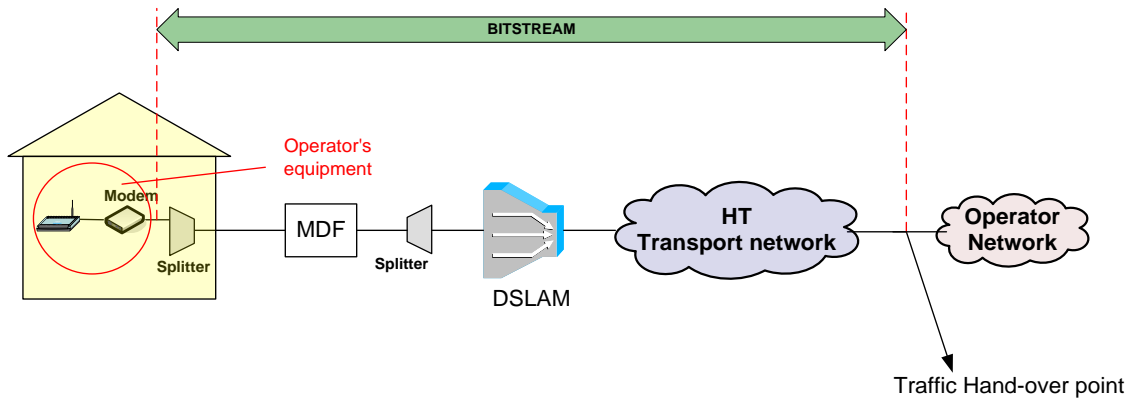 BITSTREAM
Operator's
equipment
Modem
Splitter
MDF
Splitter
DSLAM
HT
Transport network
Operator
Network
Traffic Hand-over point